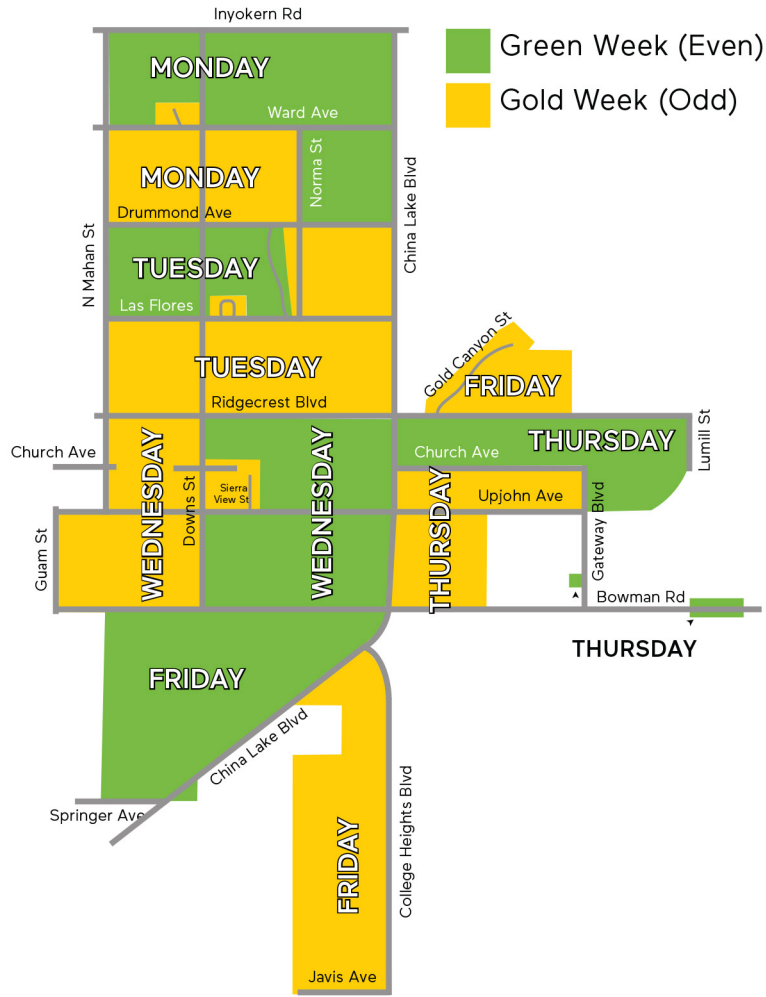 Inyokern Rd
Green Week (Even)
Gold Week (Odd)
MONDAY
Ward Ave
MONDAY
Norma St
China Lake Blvd
Drummond Ave
N Mahan St
TUESDAY
Las Flores
TUESDAY
Ridgecrest Blvd
Gold Canyon St
FRIDAY
Church Ave
WEDNESDAY
Downs St
Sierra
View St
WEDNESDAY
Church Ave
THURSDAY
Lumill St
THURSDAY
Upjohn Ave
Gateway Blvd
Guam St
Bowman Rd
THURSDAY
FRIDAY
China Lake Blvd
Springer Ave
FRIDAY
College Heights Blvd
Javis Ave